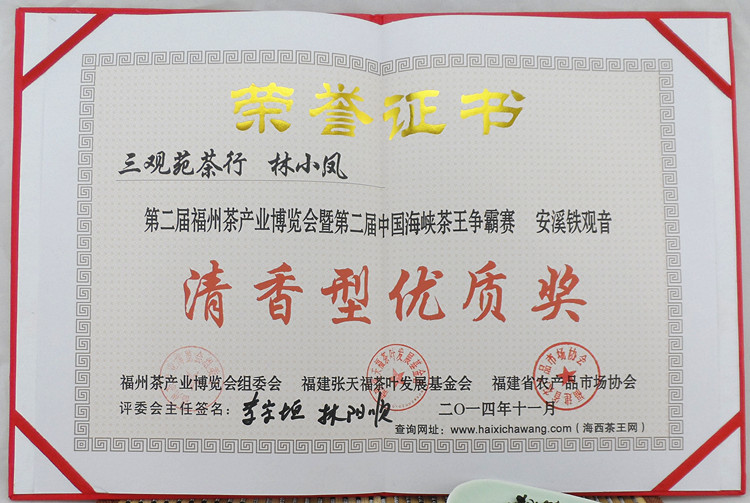 荣誉证书
三观苑茶行 林小凤
第二届福州茶产业博览会暨第二届中国海峡茶王争霸赛 安溪铁观音
清香型优质奖
福州茶产业博览会组委会 福建张天福茶叶发展基金会 福建省农产品市场协会
评委会主任签名： 林阳顺 二〇一四年十一月
查询网址：www.haixichawang.com（海西茶王网）